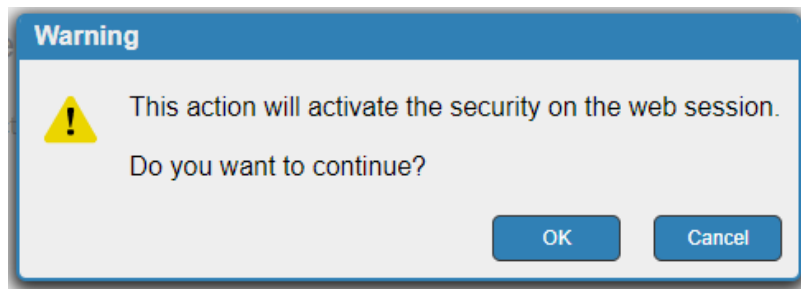 Warning
This action will activate the security on the web session.
Do you want to continue?
OK
Cancel